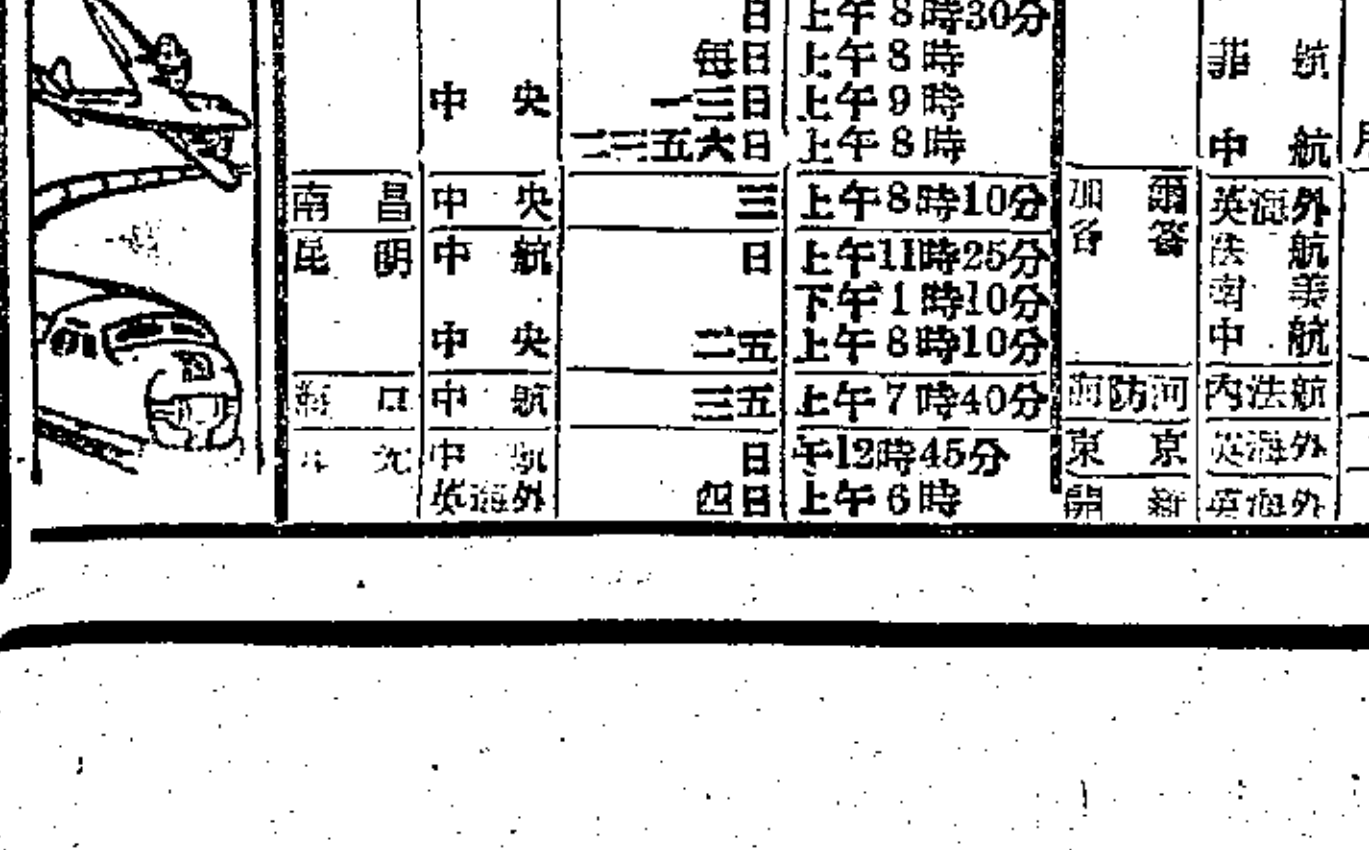 日 上午8時30分
每日 上午8時 菲航
中央 一三日 上午9時
二三五六日 上午8時 中航
南昌 中央 三 上午8時10分 加爾 英海外
昆明 中航 日 上午11時25分 各答 法航
下午1時10分 南美
中央 二五 上午8時10分 中航
海口 中航 三五 上午7時40分 海防河內 法航
中航 日 午12時45分 東京 英海外
英海外 四日 上午6時 開 英海外